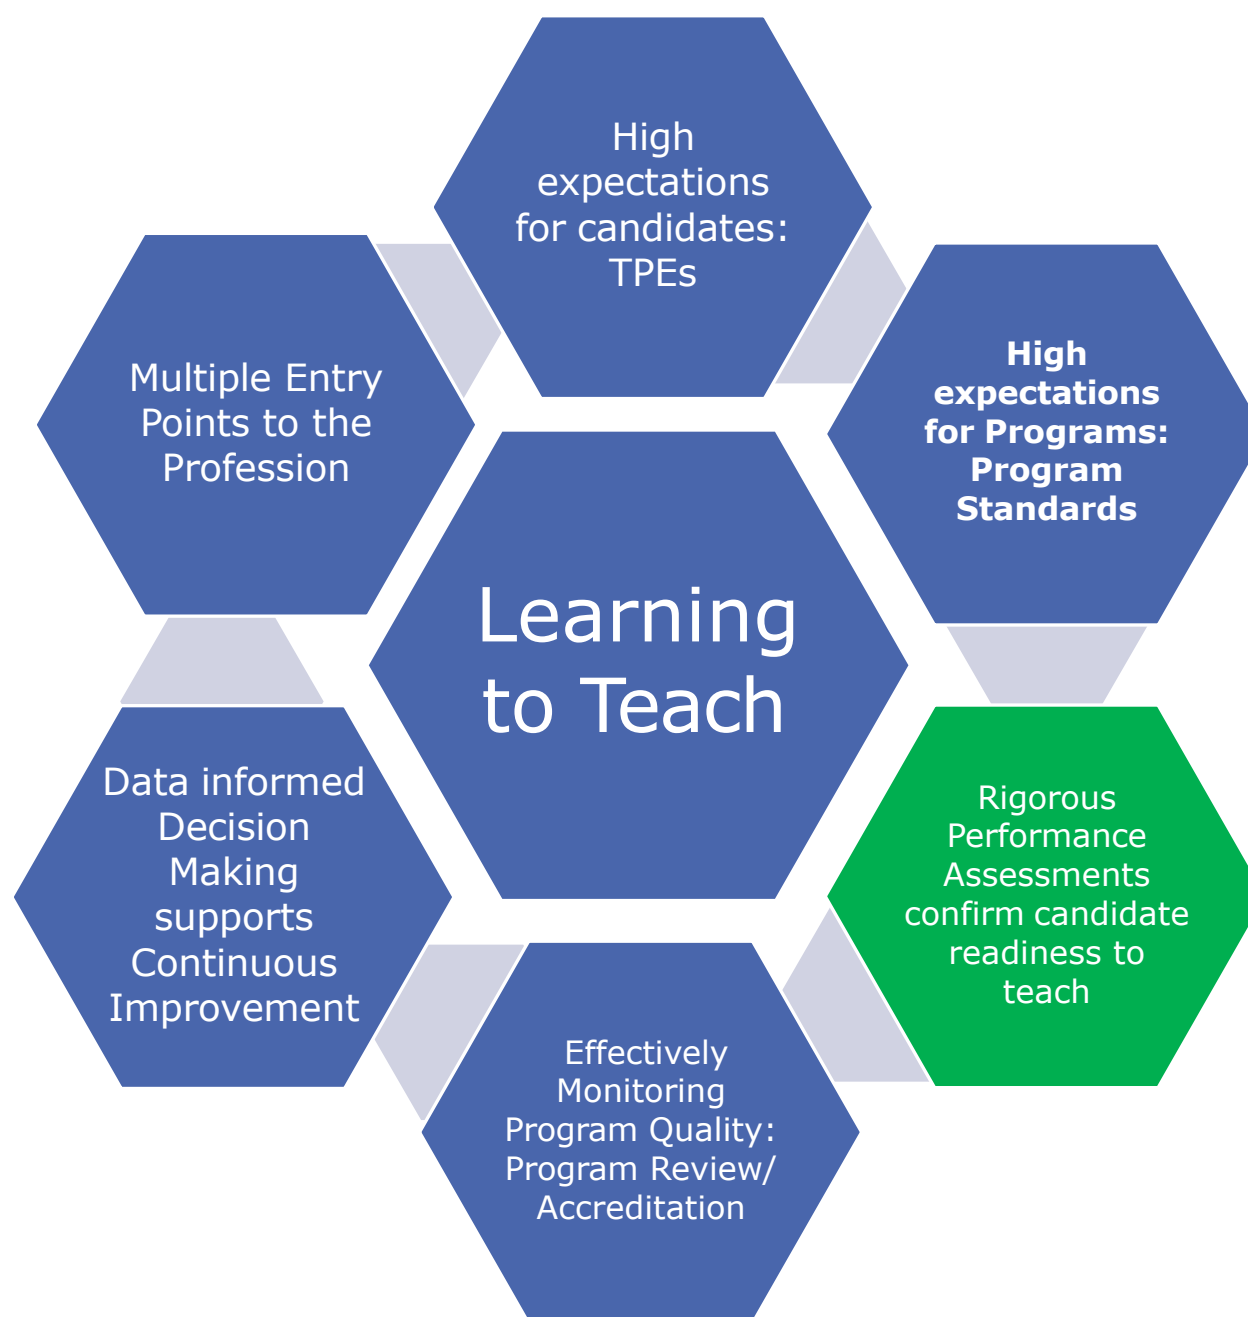 High
expectations
for candidates:
TPEs
High
expectations
for Programs:
Program
Standards
Multiple Entry
Points to the
Profession
Learning
to Teach
Rigorous
Performance
Assessments
confirm candidate
readiness to
teach
Data informed
Decision
Making
supports
Continuous
Improvement
Effectively
Monitoring
Program Quality:
Program Review/
Accreditation